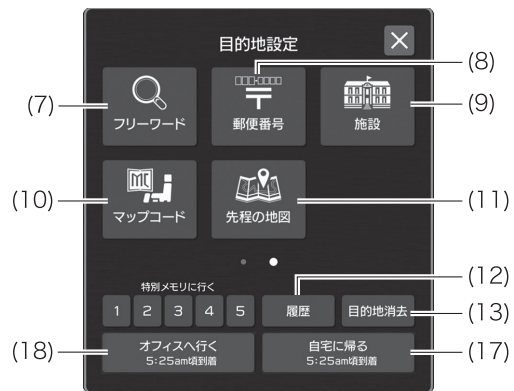 目的地設定
(8)
(7)
フリーワード
郵便番号
施設
(9)
MC
(10)
マップコード
先程の地図
(11)
(12)
特別メモリに行く
1 2 3 4 5
履歴
目的地消去
(13)
(18)
オフィスへ行く
5:25am頃到着
自宅に帰る
5:25am頃到着
(17)